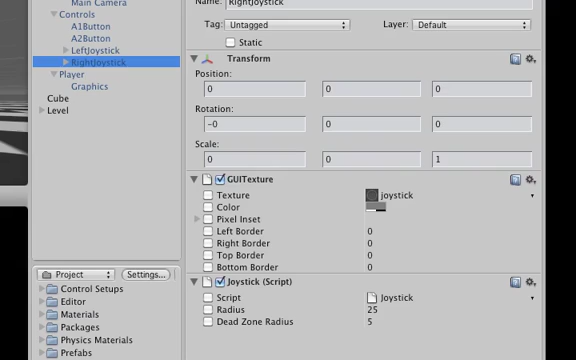 Main Camera
Controls
A1Button
A2Button
LeftJoystick
RightJoystick
Player
Graphics
Cube
Level
Project
Settings...
Control Setups
Editor
Materials
Packages
Physics Materials
Prefabs
Name: RightJoystick
Tag: Untagged Layer: Default
Static
Transform
Position:
0 0 0
Rotation:
-0 0 0
Scale:
0 0 1
GUITexture
Texture joystick
Color
Pixel Inset
Left Border 0
Right Border 0
Top Border 0
Bottom Border 0
Joystick (Script)
Script Joystick
Radius 25
Dead Zone Radius 5